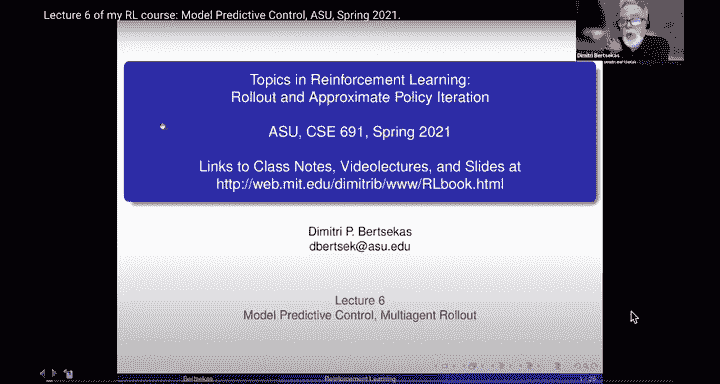 Lecture 6 of my RL course: Model Predictive Control, ASU, Spring 2021.
Dimitri Bertsekas
Topics in Reinforcement Learning:
Rollout and Approximate Policy Iteration
ASU, CSE 691, Spring 2021
Links to Class Notes, Videolectures, and Slides at
http://web.mit.edu/dimitrib/www/RLbook.html
Dimitri P. Bertsekas
dbertsek@asu.edu
Lecture 6
Model Predictive Control, Multiagent Rollout
Bertsekas Reinforcement Learning